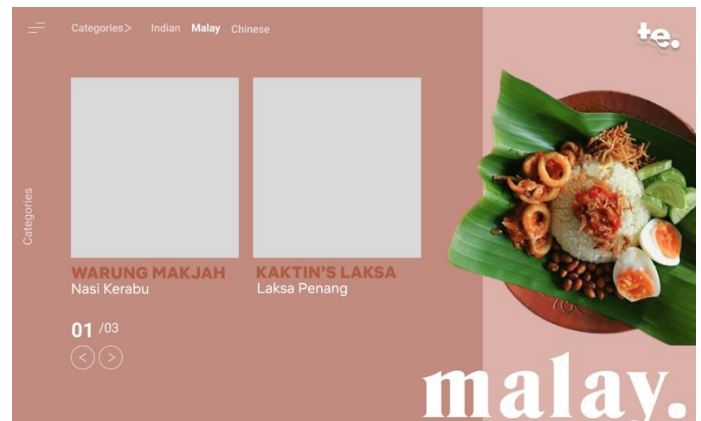 Categories> Indian Malay Chinese
te.
Categories
WARUNG MAKJAH
Nasi Kerabu
KAKTIN'S LAKSA
Laksa Penang
01 /03
< >
malay.